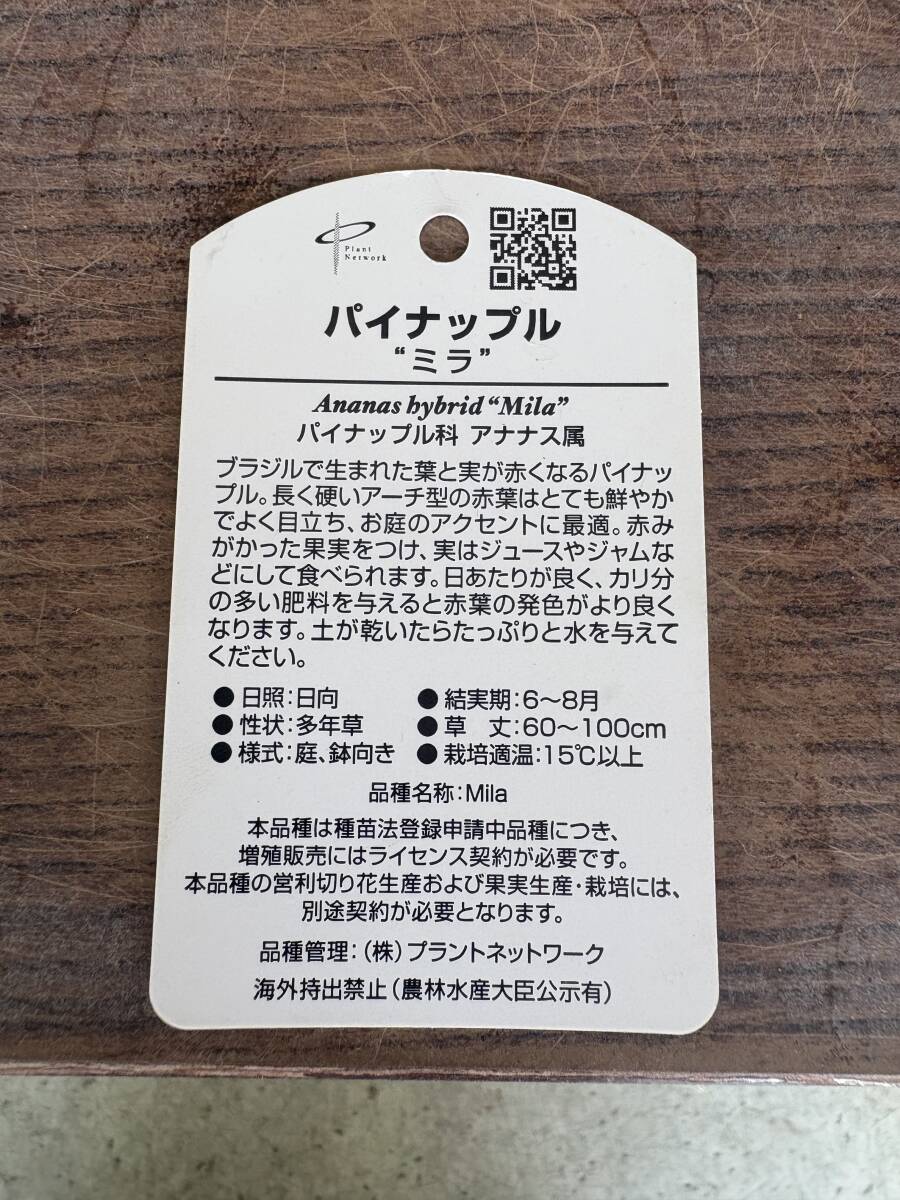 Plant
Network
パイナップル
“ミラ”
Ananas hybrid “Mila”
パイナップル科 アナナス属
ブラジルで生まれた葉と実が赤くなるパイナッ
プル。長く硬いアーチ型の赤葉はとても鮮やか
でよく目立ち、お庭のアクセントに最適。赤み
がかった果実をつけ、実はジュースやジャムな
どにして食べられます。日あたりが良く、カリ分
の多い肥料を与えると赤葉の発色がより良く
なります。土が乾いたらたっぷりと水を与えて
ください。
● 日照:日向 ● 結実期:6〜8月
● 性状:多年草 ● 草 丈:60〜100cm
● 様式:庭、鉢向き ● 栽培適温:15℃以上
品種名称:Mila
本品種は種苗法登録申請中品種につき、
増殖販売にはライセンス契約が必要です。
本品種の営利切り花生産および果実生産・栽培には、
別途契約が必要となります。
品種管理:(株)プラントネットワーク
海外持出禁止(農林水産大臣公示有)